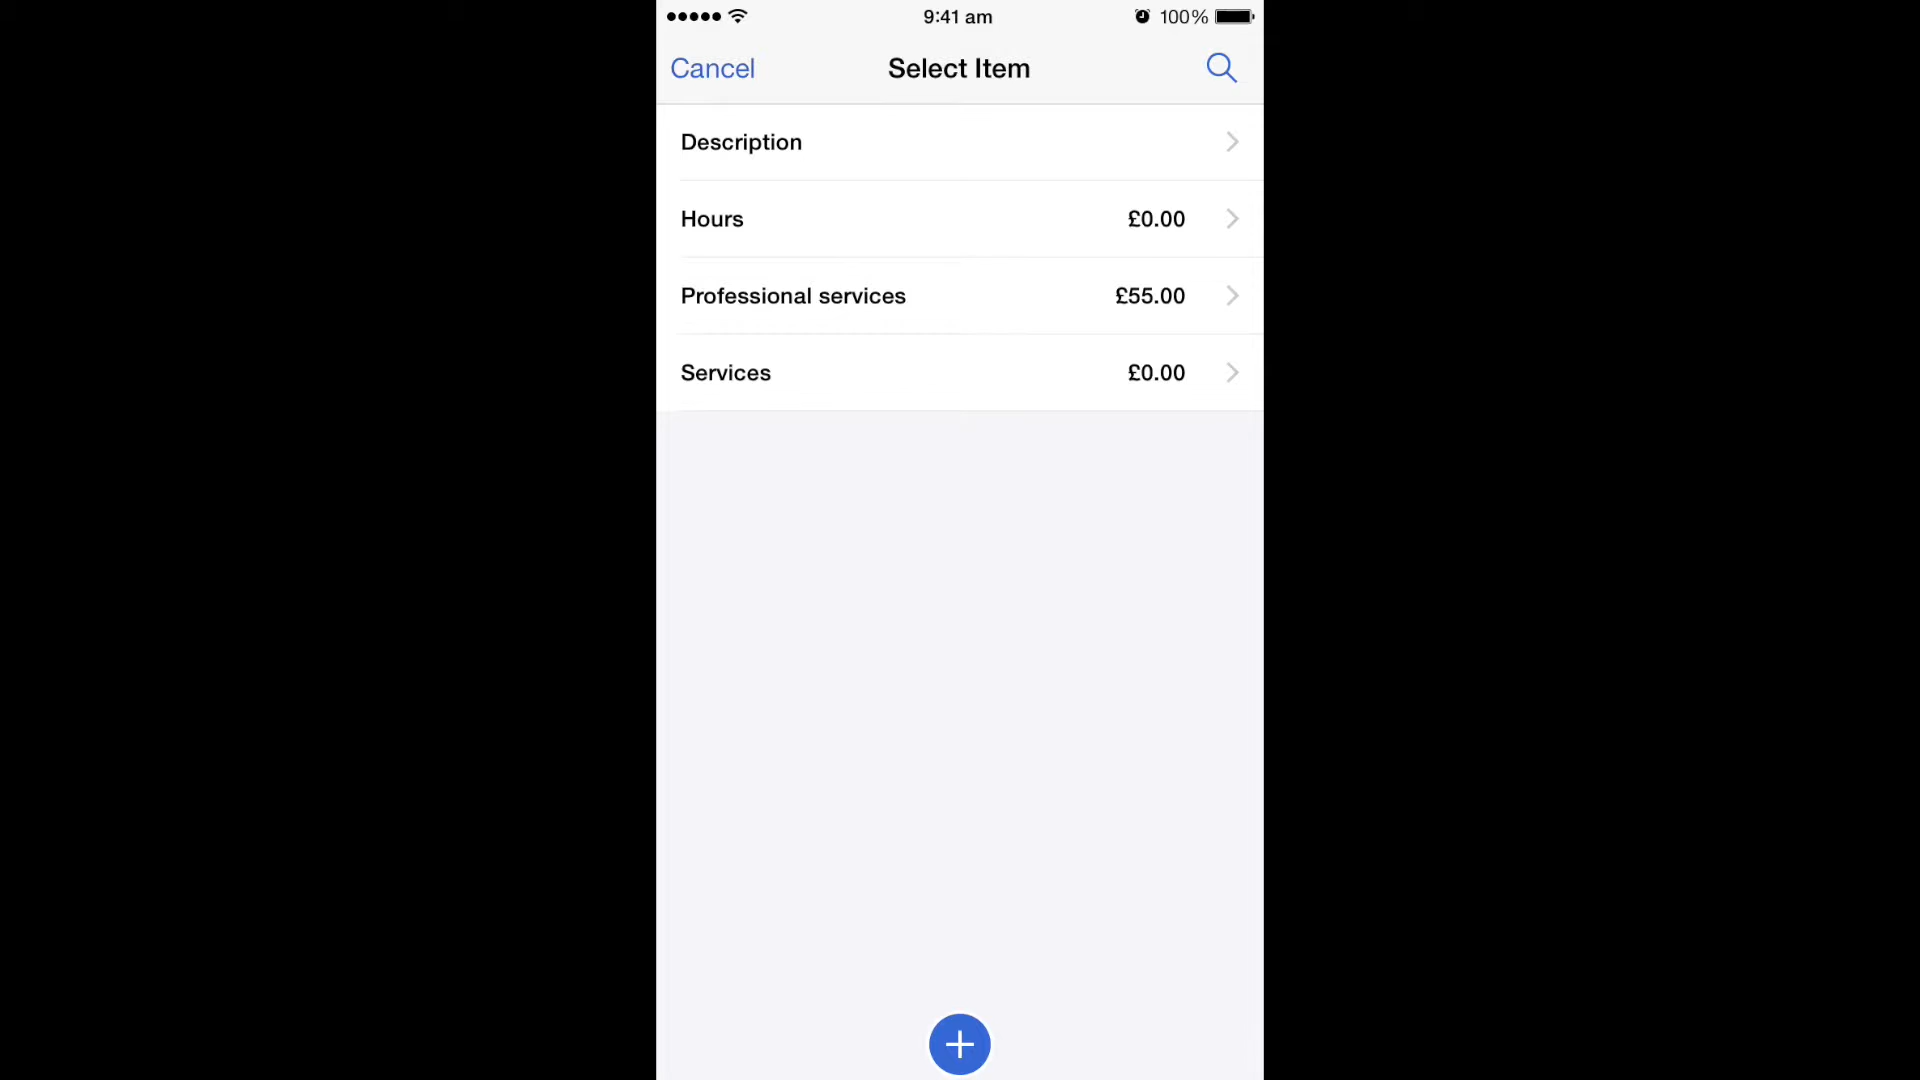 9:41 am 100%
Cancel Select Item
Description
Hours £0.00
Professional services £55.00
Services £0.00